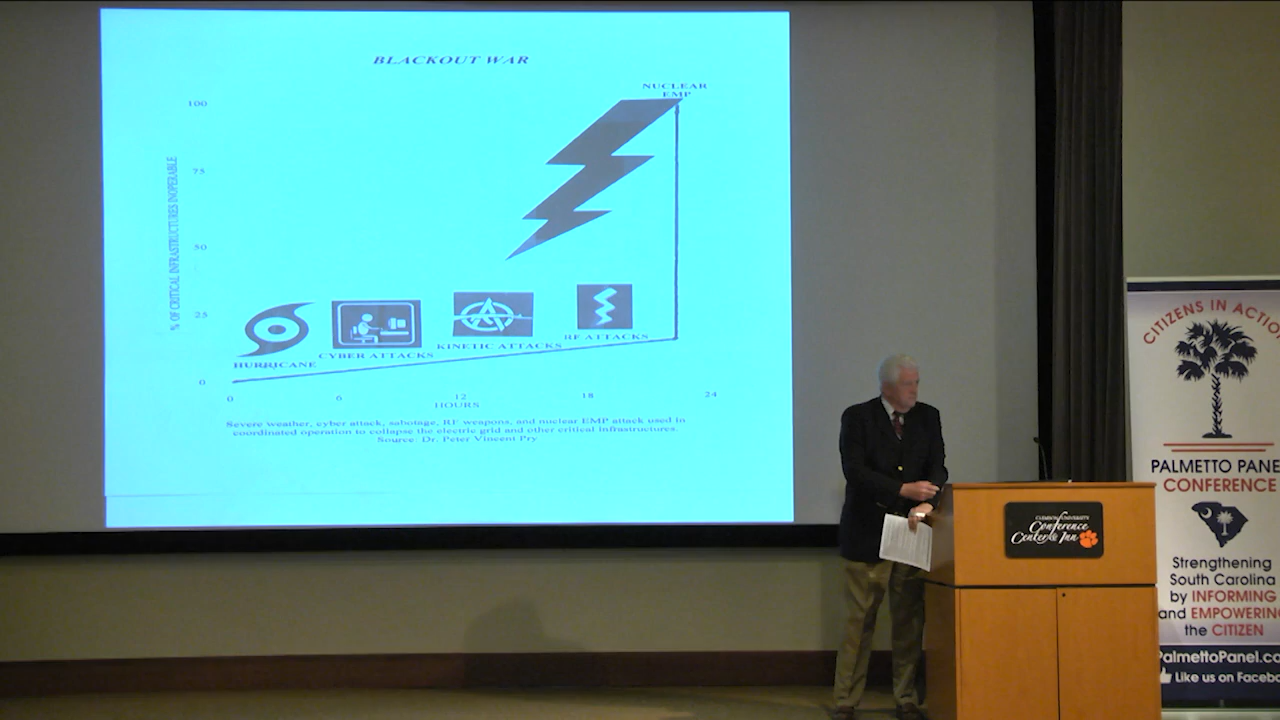 BLACKOUT WAR
NUCLEAR
EMP
100
75
50
25
0
% OF CRITICAL INFRASTRUCTURES INOPERABLE
HURRICANE
CYBER ATTACKS
KINETIC ATTACKS
RF ATTACKS
0 6 12 18 24
HOURS
Severe weather, cyber attack, sabotage, RF weapons, and nuclear EMP attack used in
coordinated operation to collapse the electric grid and other critical infrastructures.
Source: Dr. Peter Vincent Pry
CLEMSON UNIVERSITY
Conference
Center & Inn
CITIZENS IN ACTIO
PALMETTO PANE
CONFERENCE
Strengthening
South Carolina
by INFORMING
and EMPOWERIN
the CITIZEN
PalmettoPanel.co
Like us on Facebo